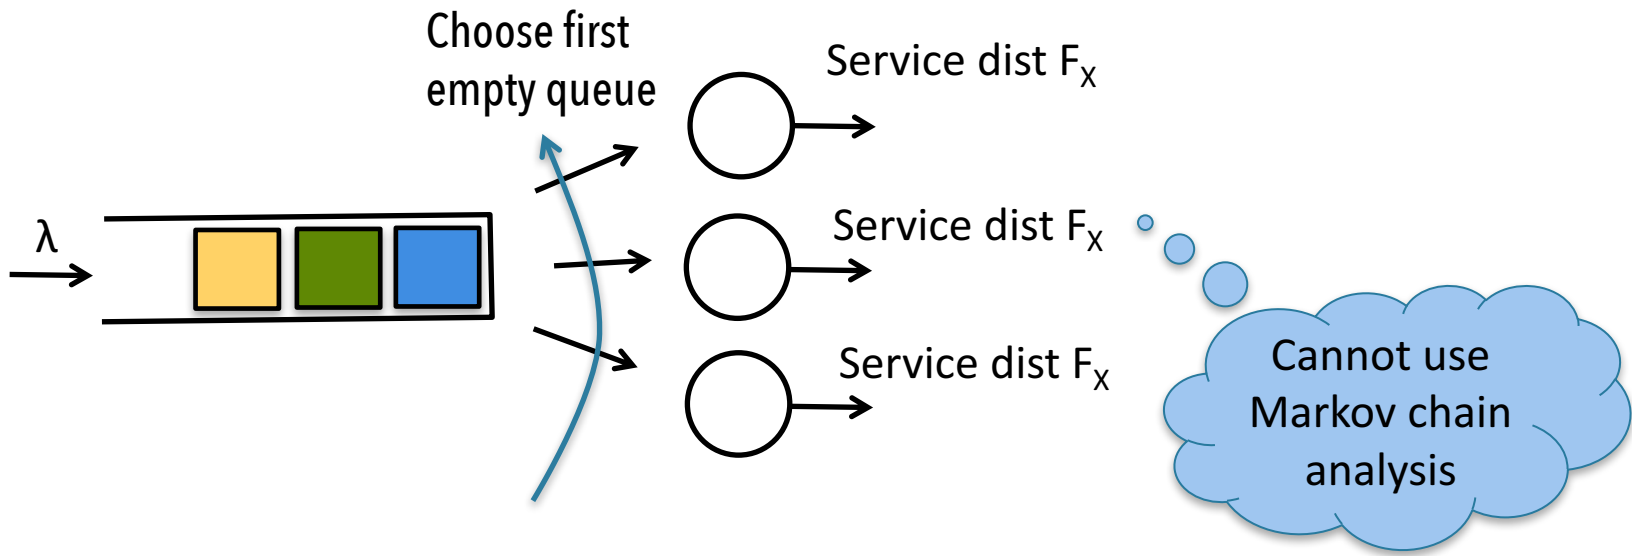 Choose first
empty queue
Service dist F_X
λ
Service dist F_X
Service dist F_X
Cannot use
Markov chain
analysis